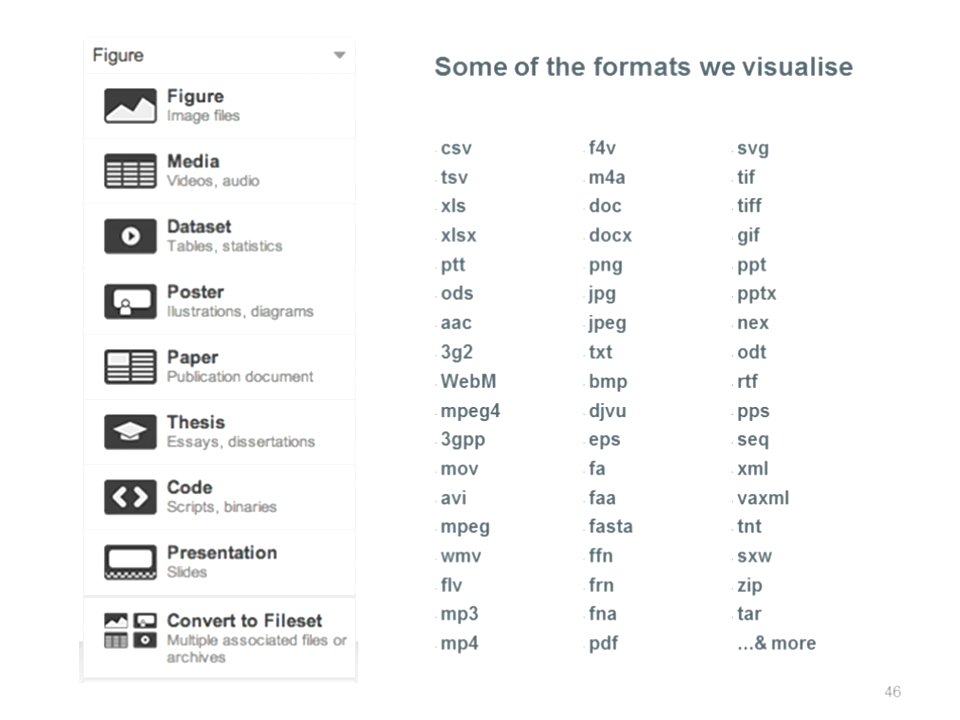 Figure
Figure
Image files
Media
Videos, audio
Dataset
Tables, statistics
Poster
Ilustrations, diagrams
Paper
Publication document
Thesis
Essays, dissertations
Code
Scripts, binaries
Presentation
Slides
Convert to Fileset
Multiple associated files or
archives
Some of the formats we visualise
csv
tsv
xls
xlsx
ptt
ods
aac
3g2
WebM
mpeg4
3gpp
mov
avi
mpeg
wmv
flv
mp3
mp4
f4v
m4a
doc
docx
png
jpg
jpeg
txt
bmp
djvu
eps
fa
faa
fasta
ffn
frn
fna
pdf
svg
tif
tiff
gif
ppt
pptx
nex
odt
rtf
pps
seq
xml
vaxml
tnt
sxw
zip
tar
...& more
46